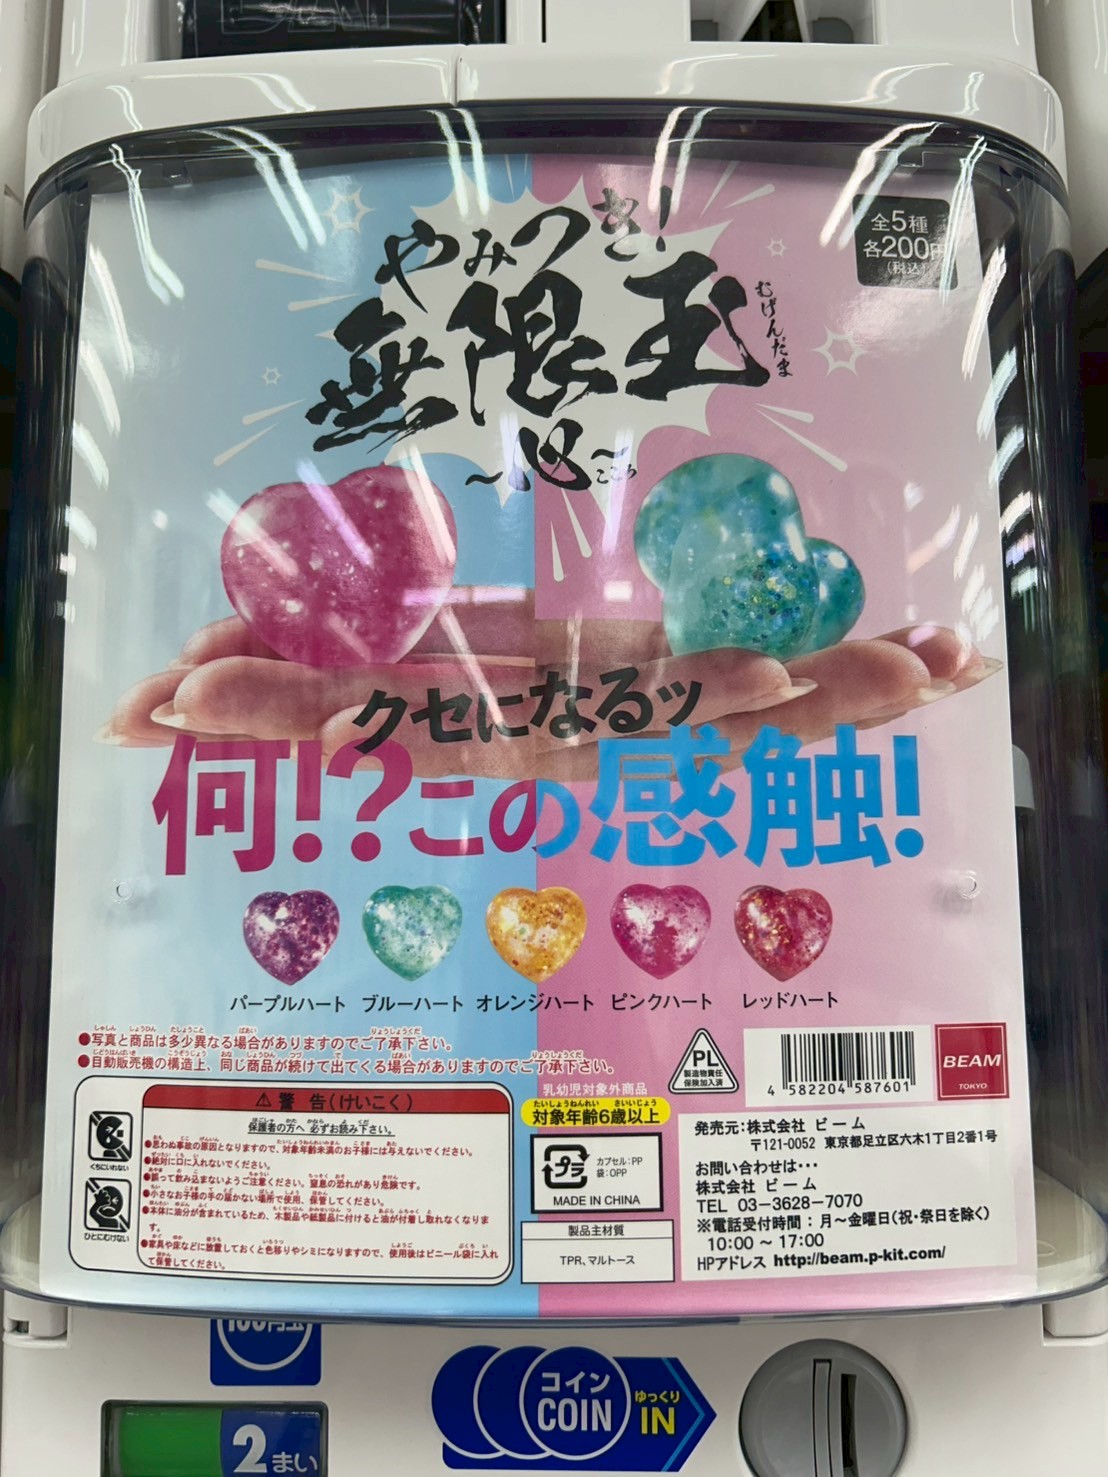 やみつき!
無限玉
むげんだま
～心～
こころ
全5種
各200円
(税込)
クセになるッ
何!?この感触!
パープルハート ブルーハート オレンジハート ピンクハート レッドハート
●写真と商品は多少異なる場合がありますのでご了承下さい。
●自動販売機の構造上、同じ商品が続けて出てくる場合がありますのでご了承下さい。
⚠警告(けいこく)
保護者の方へ 必ずお読み下さい。
●思わぬ事故の原因となりますので、対象年齢未満のお子様には与えないでください。
●絶対に口に入れないでください。
●誤って飲み込まないようご注意ください。窒息の恐れがあり危険です。
●小さなお子様の手の届かない場所で使用、保管してください。
●本体に油分が含まれているため、木製品や紙製品に付けると油が付着し取れなくなりま
す。
●家具や床などに放置しておくと色移りやシミになりますので、使用後はビニール袋に入れ
て保管してください。
くちにいれない
ひとにむけない
乳幼児対象外商品
対象年齢6歳以上
プラ
カプセル:PP
袋:OPP
MADE IN CHINA
製品主材質
TPR、マルトース
PL
製造物責任
保険加入済
4 582204 587601
BEAM
TOKYO
発売元:株式会社 ビーム
〒121-0052 東京都足立区六木1丁目2番1号
お問い合わせは･･･
株式会社 ビーム
TEL 03-3628-7070
※電話受付時間:月～金曜日(祝・祭日を除く)
10:00 ～ 17:00
HPアドレス http://beam.p-kit.com/
100円玉
2まい
コイン
COIN
ゆっくり
IN